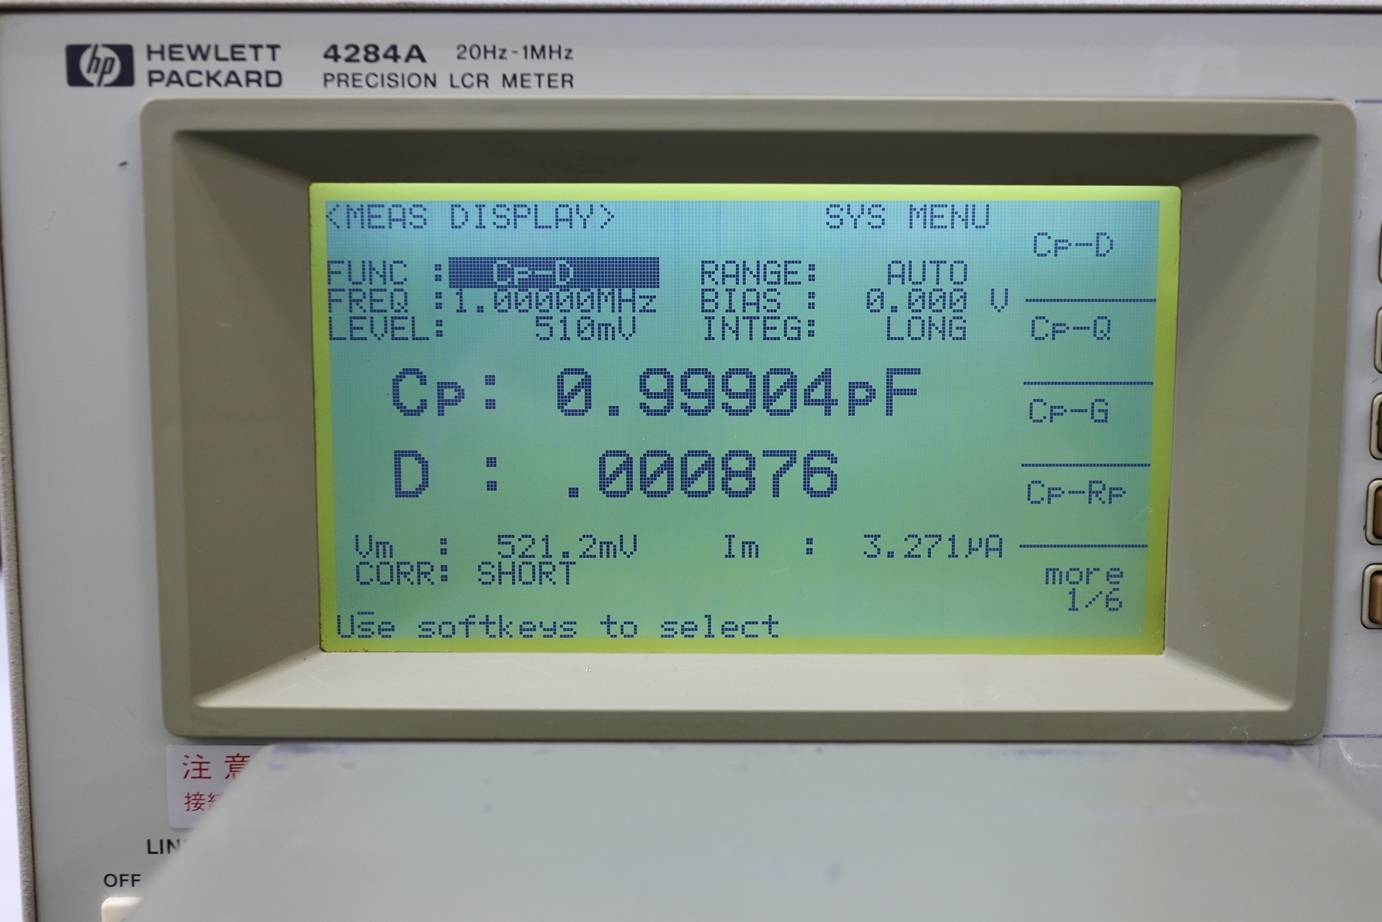 hp HEWLETT PACKARD 4284A 20Hz-1MHz
PRECISION LCR METER
<MEAS DISPLAY> SYS MENU
FUNC : Cp-D RANGE: AUTO
FREQ :1.00000MHz BIAS : 0.000 V
LEVEL: 510mV INTEG: LONG
Cp: 0.99904pF
D : .000876
Vm : 521.2mV Im : 3.271µA
CORR: SHORT
Use softkeys to select
Cp-D
Cp-Q
Cp-G
Cp-Rp
more
1/6
注意
OFF